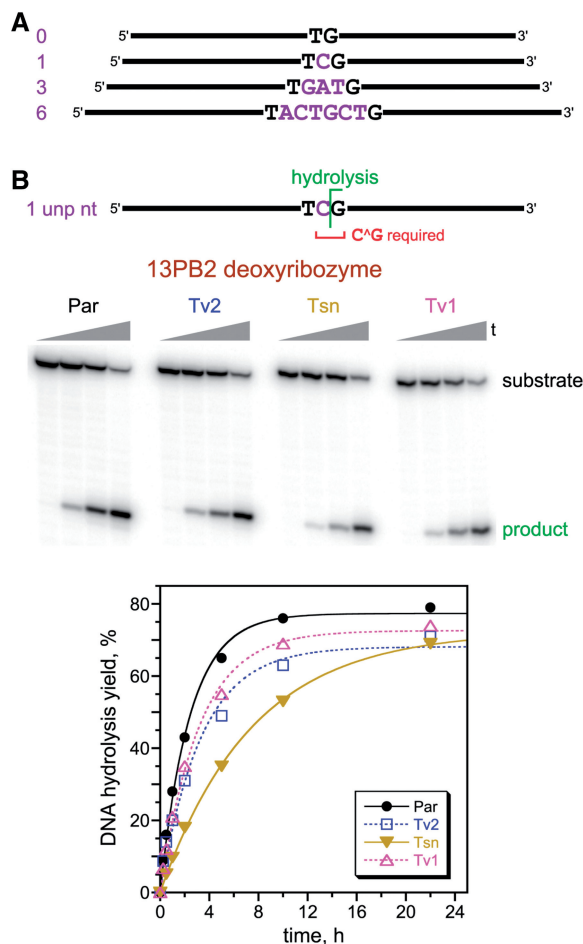 A
0 5' TG 3'
1 5' TCG 3'
3 5' TGATG 3'
6 5' TACTGCTG 3'
B
hydrolysis
1 unp nt 5' TCG 3'
C^G required
13PB2 deoxyribozyme
Par Tv2 Tsn Tv1
t
substrate
product
DNA hydrolysis yield, %
80
60
40
20
0
Par
Tv2
Tsn
Tv1
0 4 8 12 16 20 24
time, h